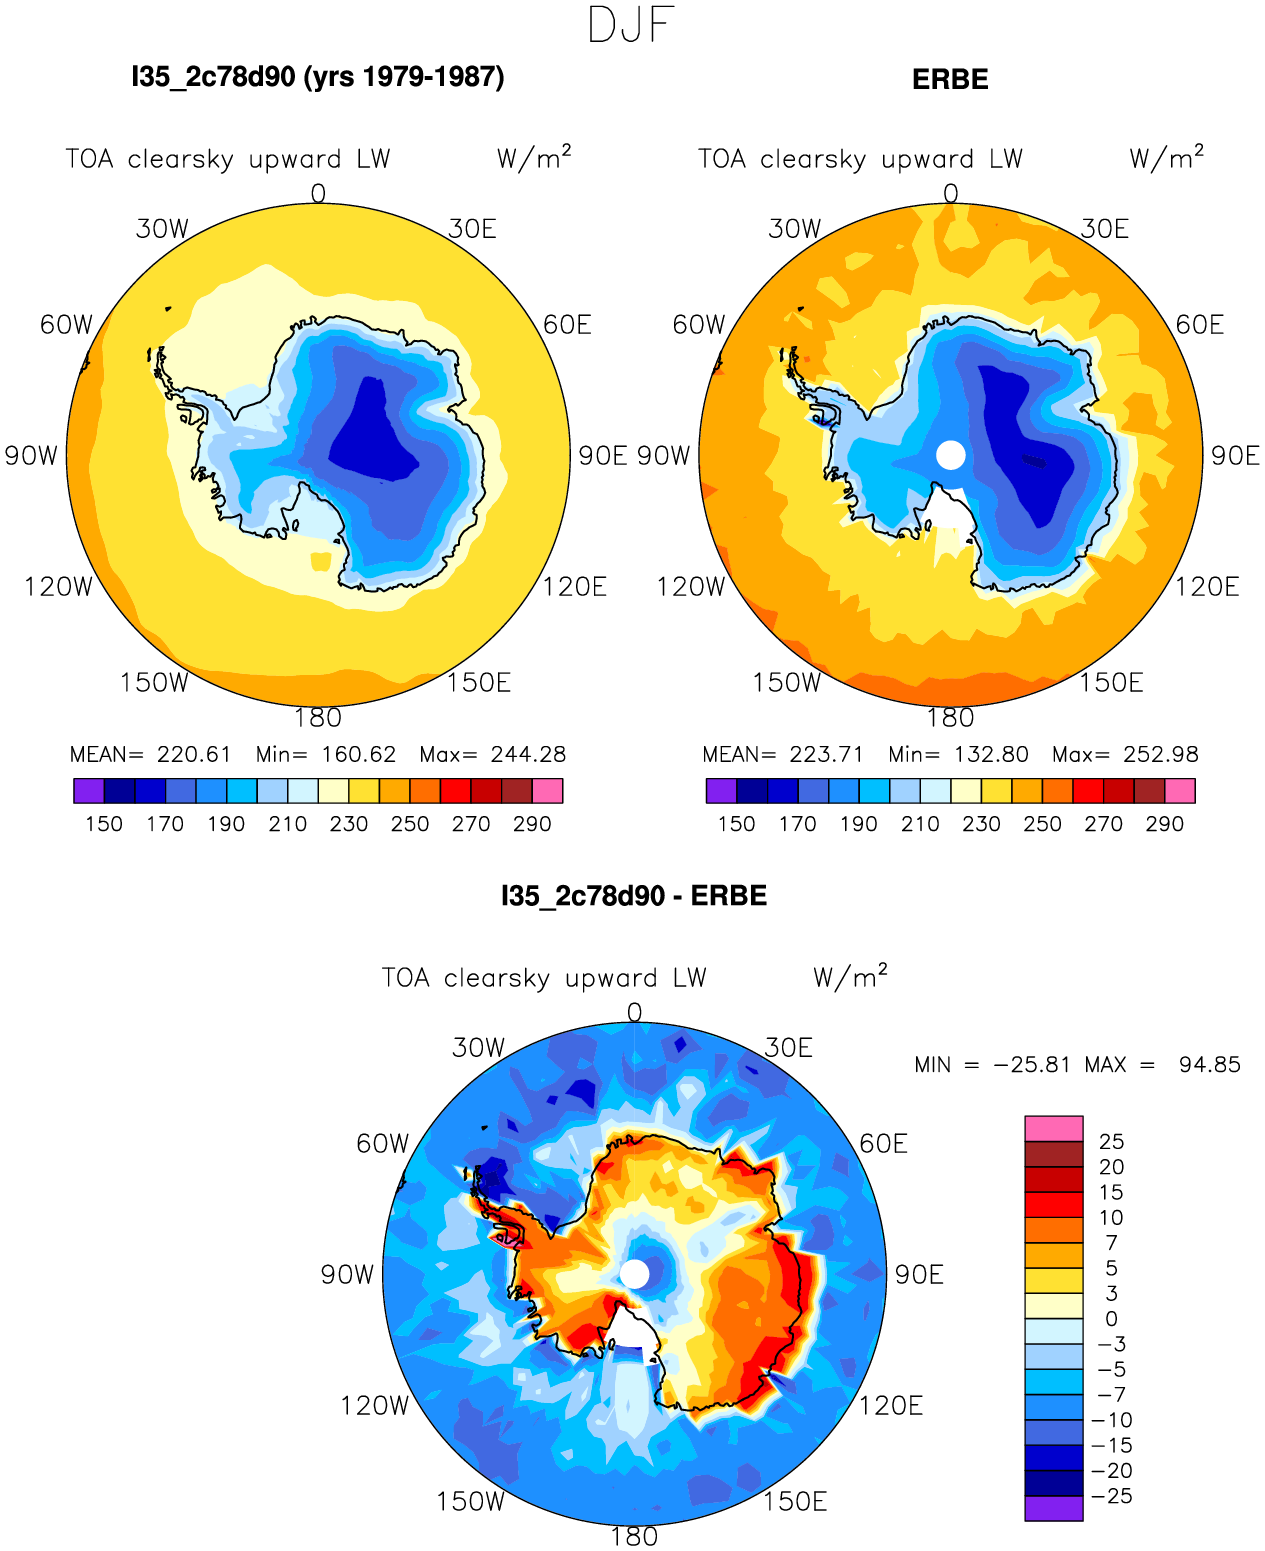 DJF
I35_2c78d90 (yrs 1979-1987)
ERBE
TOA clearsky upward LW W/m²
TOA clearsky upward LW W/m²
0
30W 30E
60W 60E
90W 90E
120W 120E
150W 150E
180
0
30W 30E
60W 60E
90W 90E
120W 120E
150W 150E
180
MEAN= 220.61 Min= 160.62 Max= 244.28
150 170 190 210 230 250 270 290
MEAN= 223.71 Min= 132.80 Max= 252.98
150 170 190 210 230 250 270 290
I35_2c78d90 - ERBE
TOA clearsky upward LW W/m²
0
30W 30E
60W 60E
90W 90E
120W 120E
150W 150E
180
MIN = −25.81 MAX = 94.85
25
20
15
10
7
5
3
0
−3
−5
−7
−10
−15
−20
−25